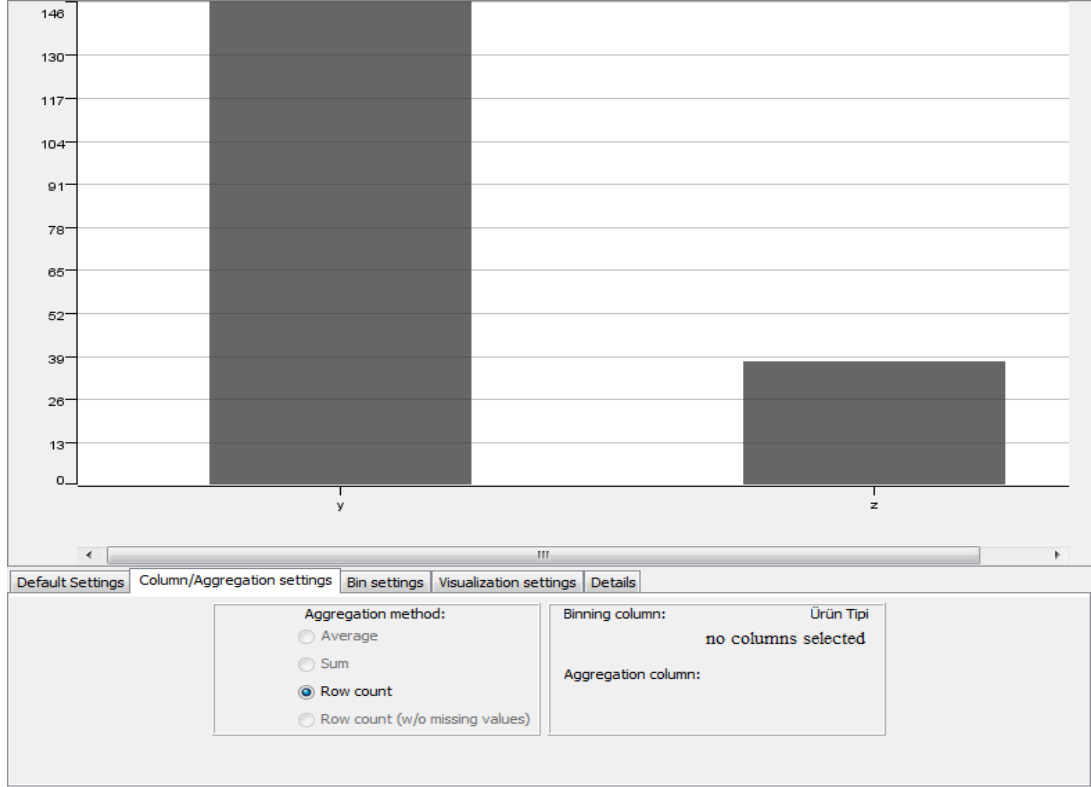 146
130
117
104
91
78
65
52
39
26
13
0
y z
Default Settings Column/Aggregation settings Bin settings Visualization settings Details
Aggregation method:
Average
Sum
Row count
Row count (w/o missing values)
Binning column: Ürün Tipi
no columns selected
Aggregation column: